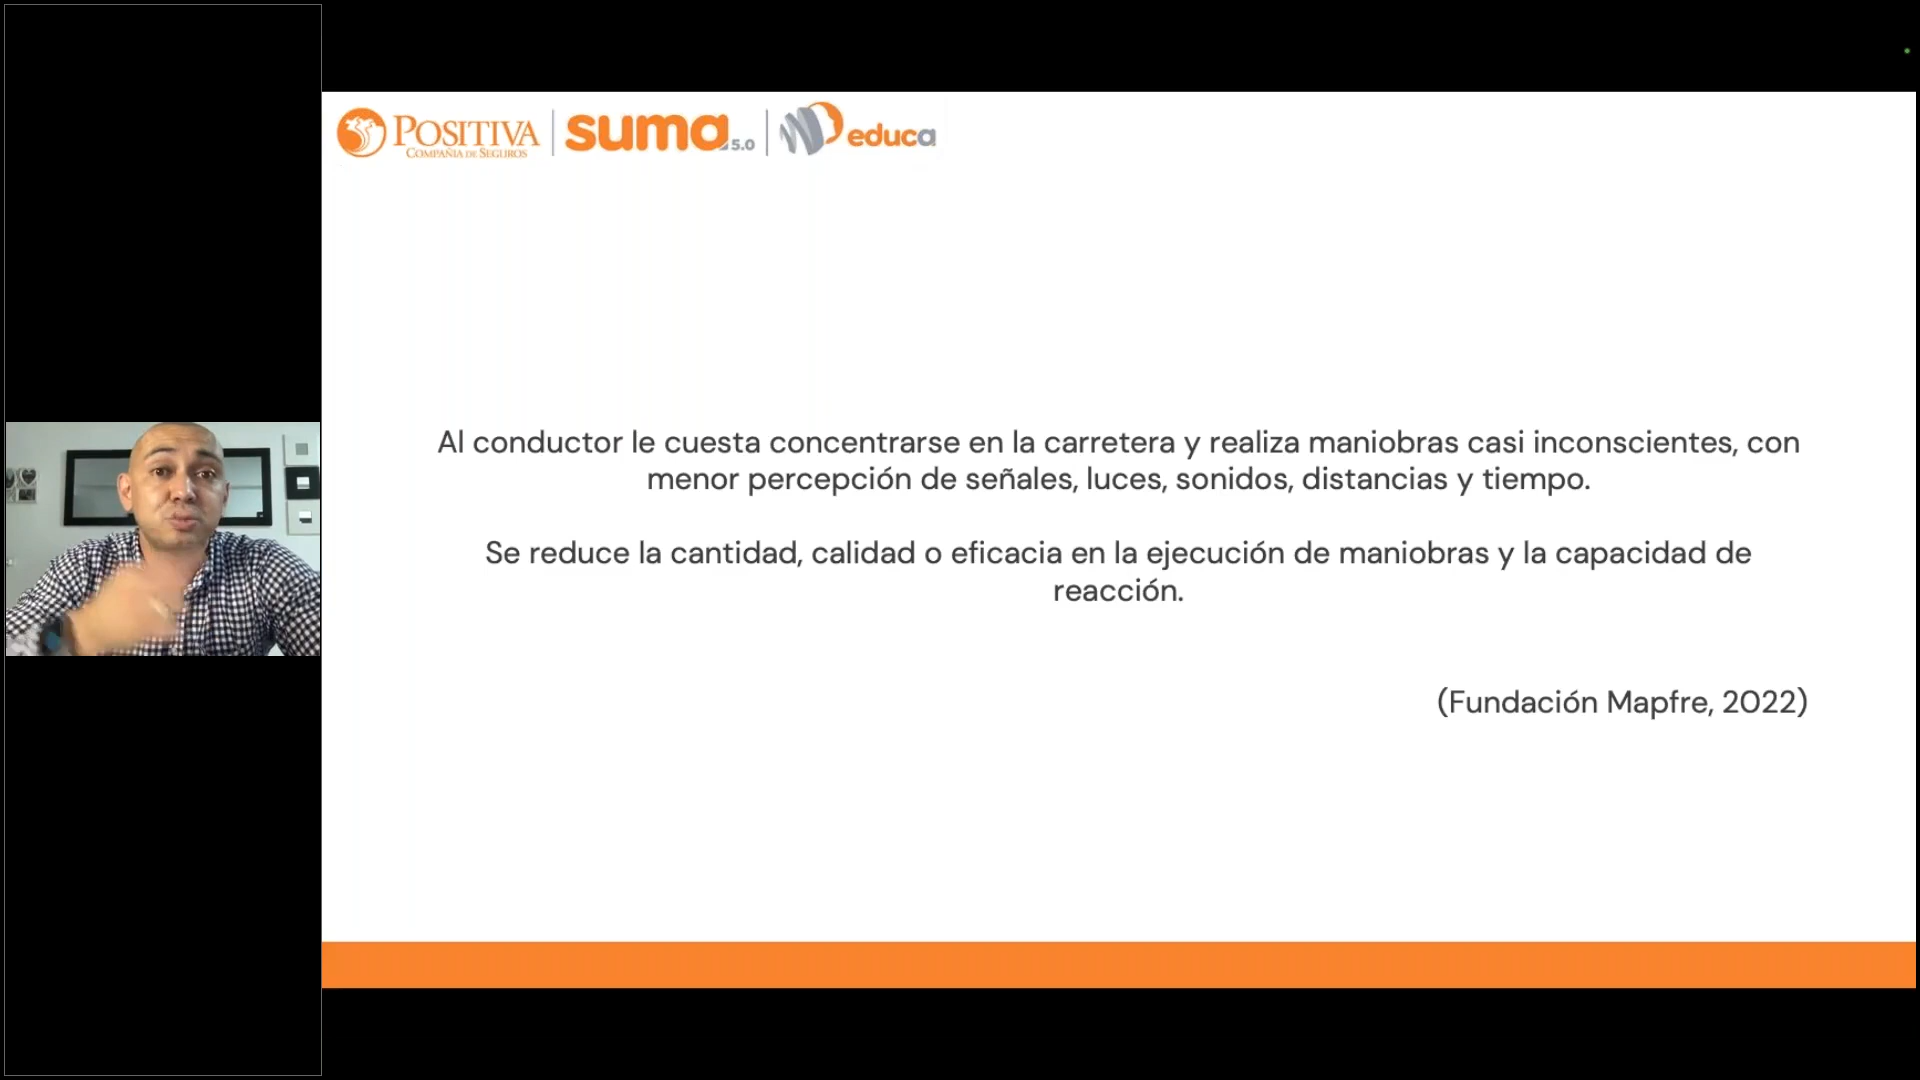 POSITIVA
COMPAÑIA DE SEGUROS
suma 5.0
educa
Al conductor le cuesta concentrarse en la carretera y realiza maniobras casi inconscientes, con
menor percepción de señales, luces, sonidos, distancias y tiempo.
Se reduce la cantidad, calidad o eficacia en la ejecución de maniobras y la capacidad de
reacción.
(Fundación Mapfre, 2022)